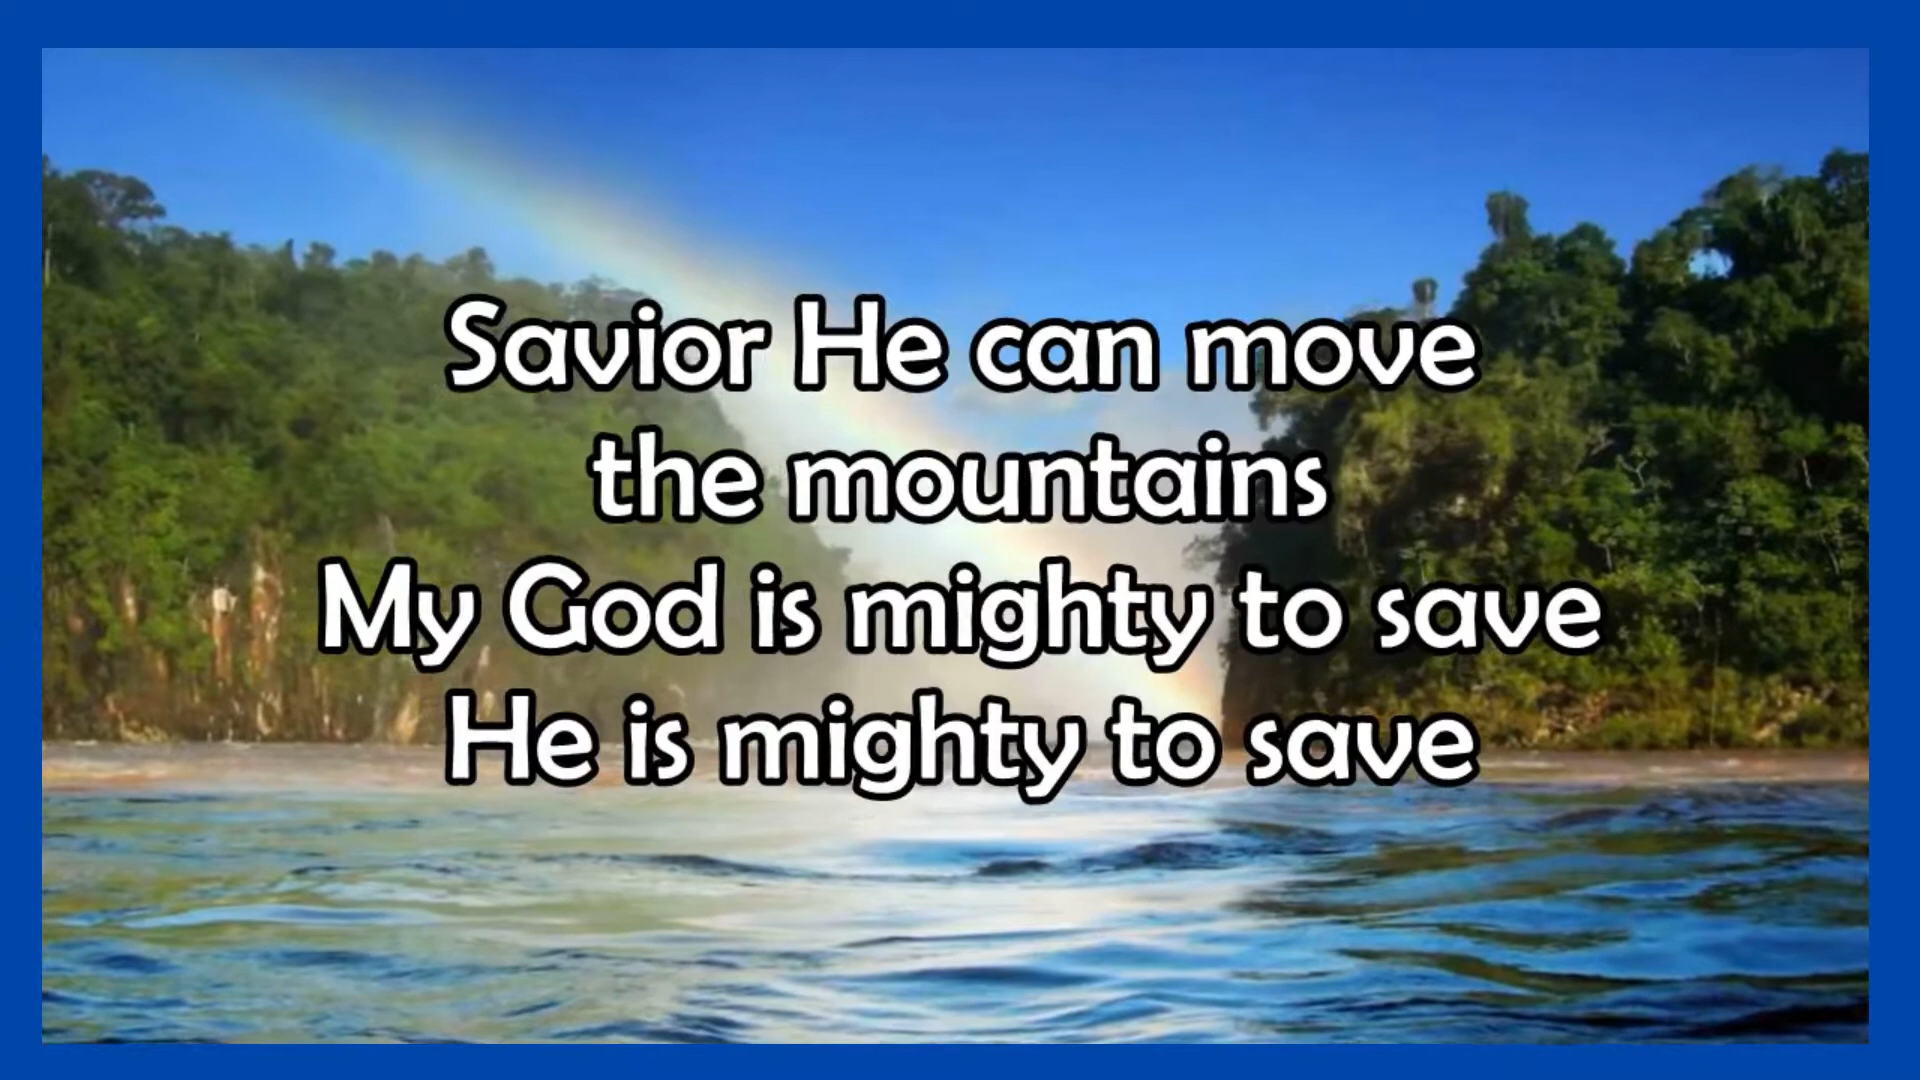 Savior He can move
the mountains
My God is mighty to save
He is mighty to save